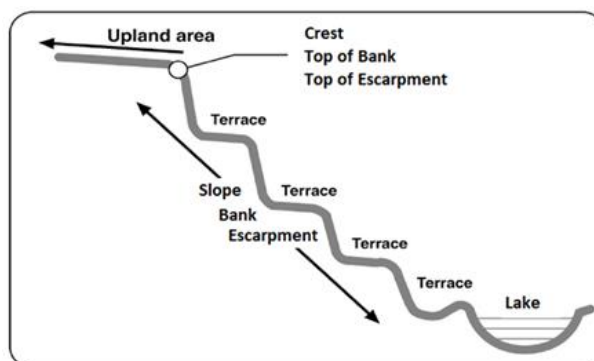 Upland area
Crest
Top of Bank
Top of Escarpment
Terrace
Slope
Bank
Escarpment
Terrace
Terrace
Terrace
Lake